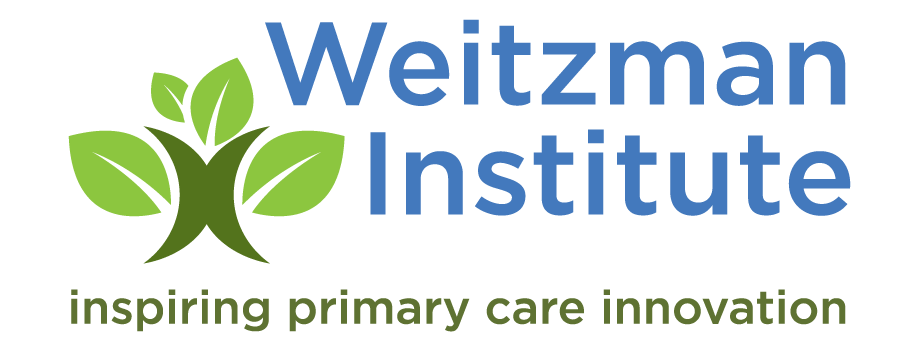 Weitzman
Institute
inspiring primary care innovation